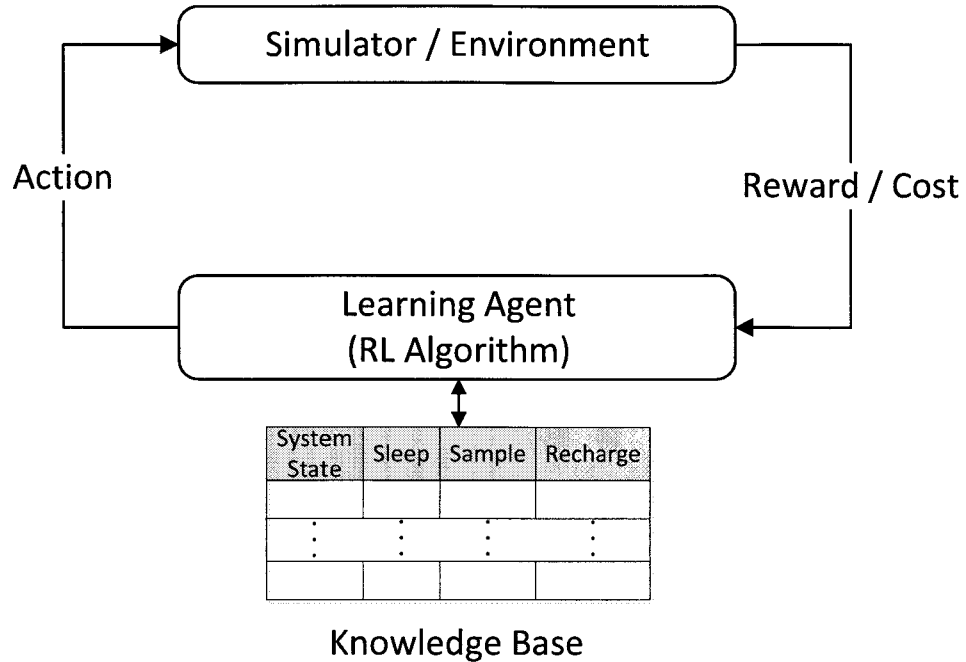 Simulator / Environment
Action
Reward / Cost
Learning Agent
(RL Algorithm)
System
State
Sleep
Sample
Recharge
Knowledge Base